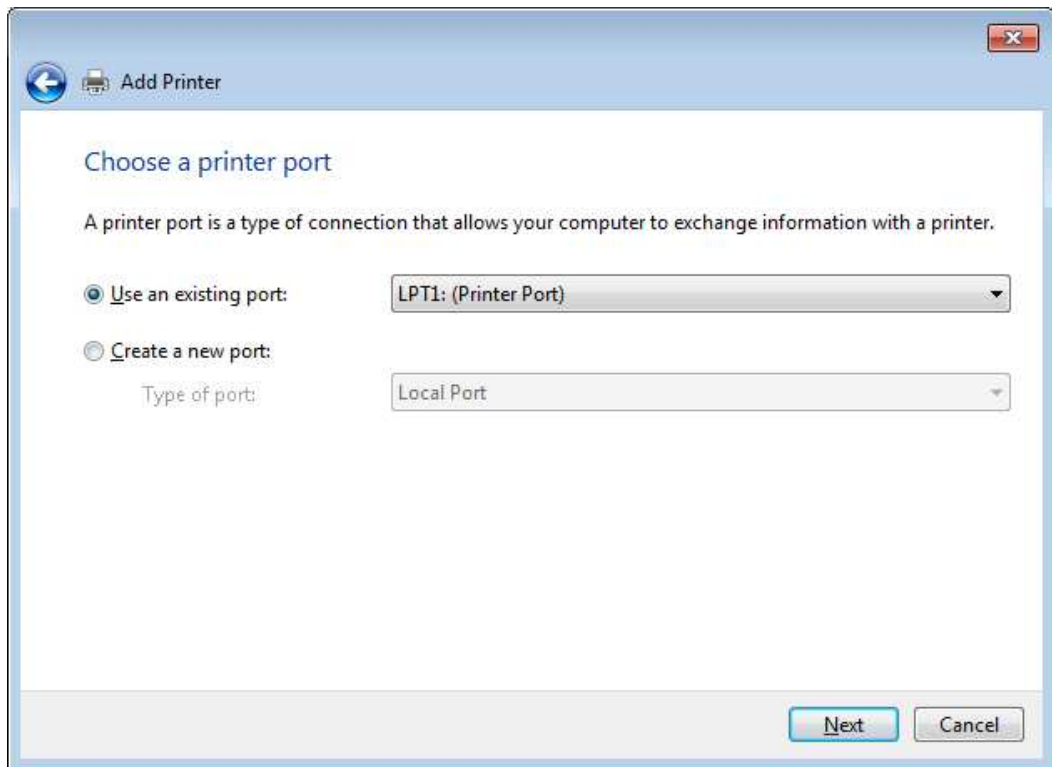 Add Printer
Choose a printer port
A printer port is a type of connection that allows your computer to exchange information with a printer.
Use an existing port: LPT1: (Printer Port)
Create a new port:
Type of port: Local Port
Next Cancel